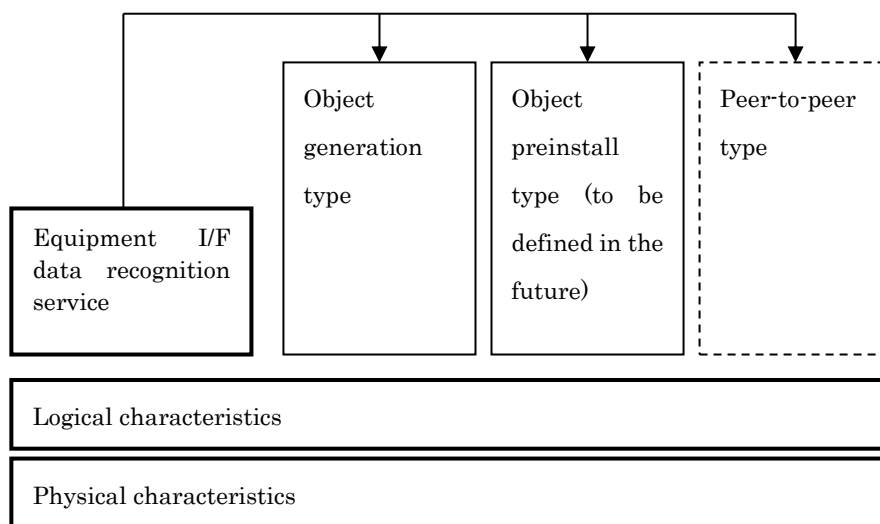 Object
generation
type
Object
preinstall
type (to be
defined in the
future)
Peer-to-peer
type
Equipment I/F
data recognition
service
Logical characteristics
Physical characteristics